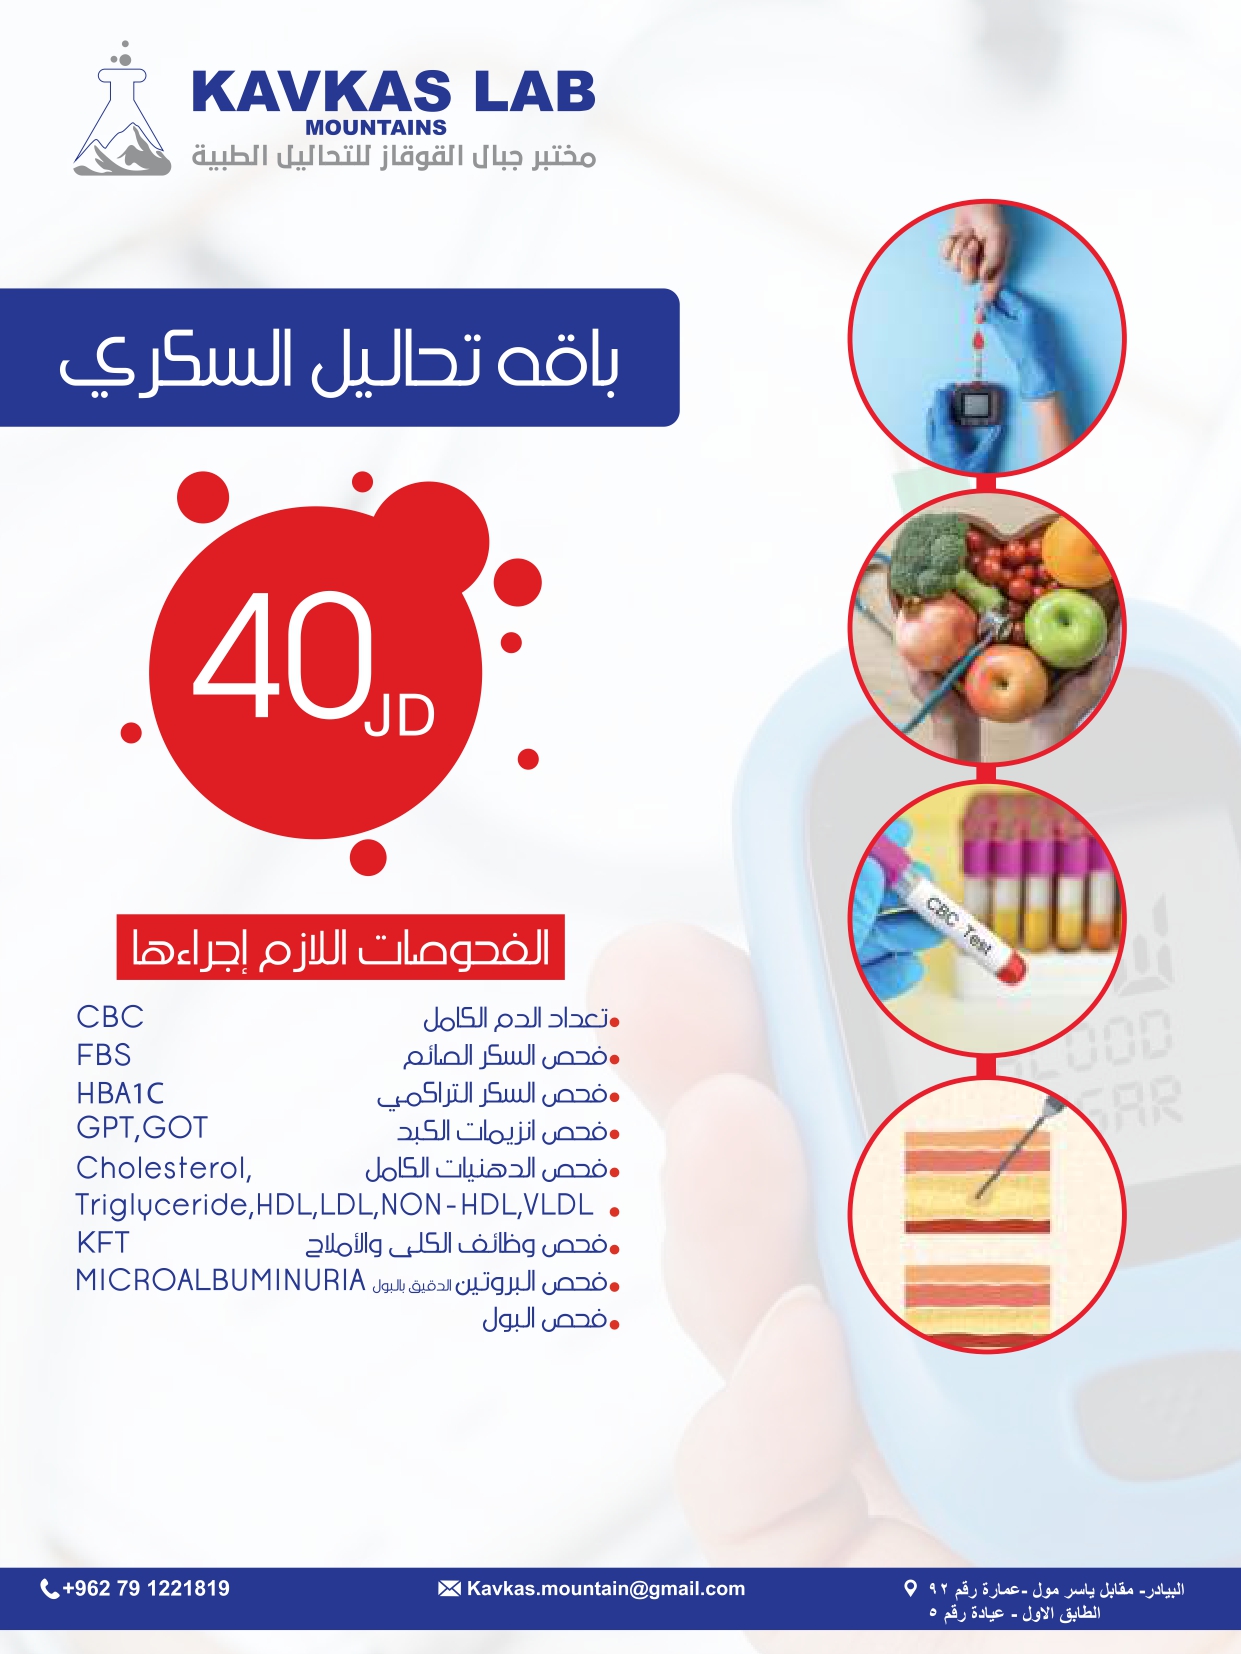 KAVKAS LAB
MOUNTAINS
مختبر جبال القوقاز للتحاليل الطبية
باقه تحاليل السكري
40JD
CBC Test
الفحوصات اللازم إجراءها
تعداد الدم الكامل CBC
فحص السكر الصائم FBS
فحص السكر التراكمي HBA1C
فحص انزيمات الكبد GPT,GOT
فحص الدهنيات الكامل Cholesterol,
Triglyceride,HDL,LDL,NON-HDL,VLDL
فحص وظائف الكلى والأملاح KFT
فحص البروتين الدقيق بالبول MICROALBUMINURIA
فحص البول
+962 79 1221819
Kavkas.mountain@gmail.com
البيادر- مقابل ياسر مول -عمارة رقم ٩٢
الطابق الاول - عيادة رقم ٥